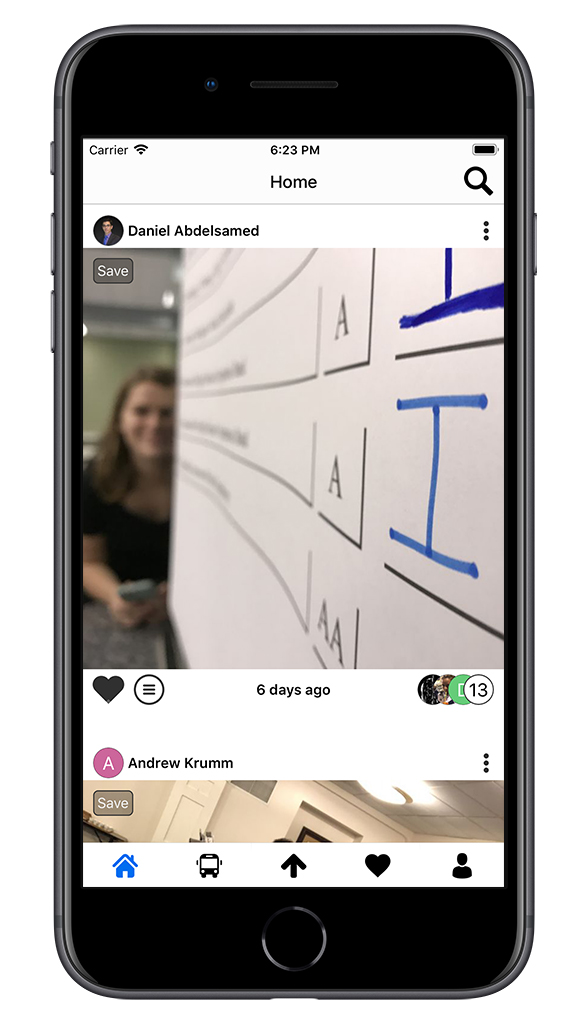 Carrier 6:23 PM
Home
Daniel Abdelsamed
Save
A
I
A
AA
6 days ago
D 13
A Andrew Krumm
Save